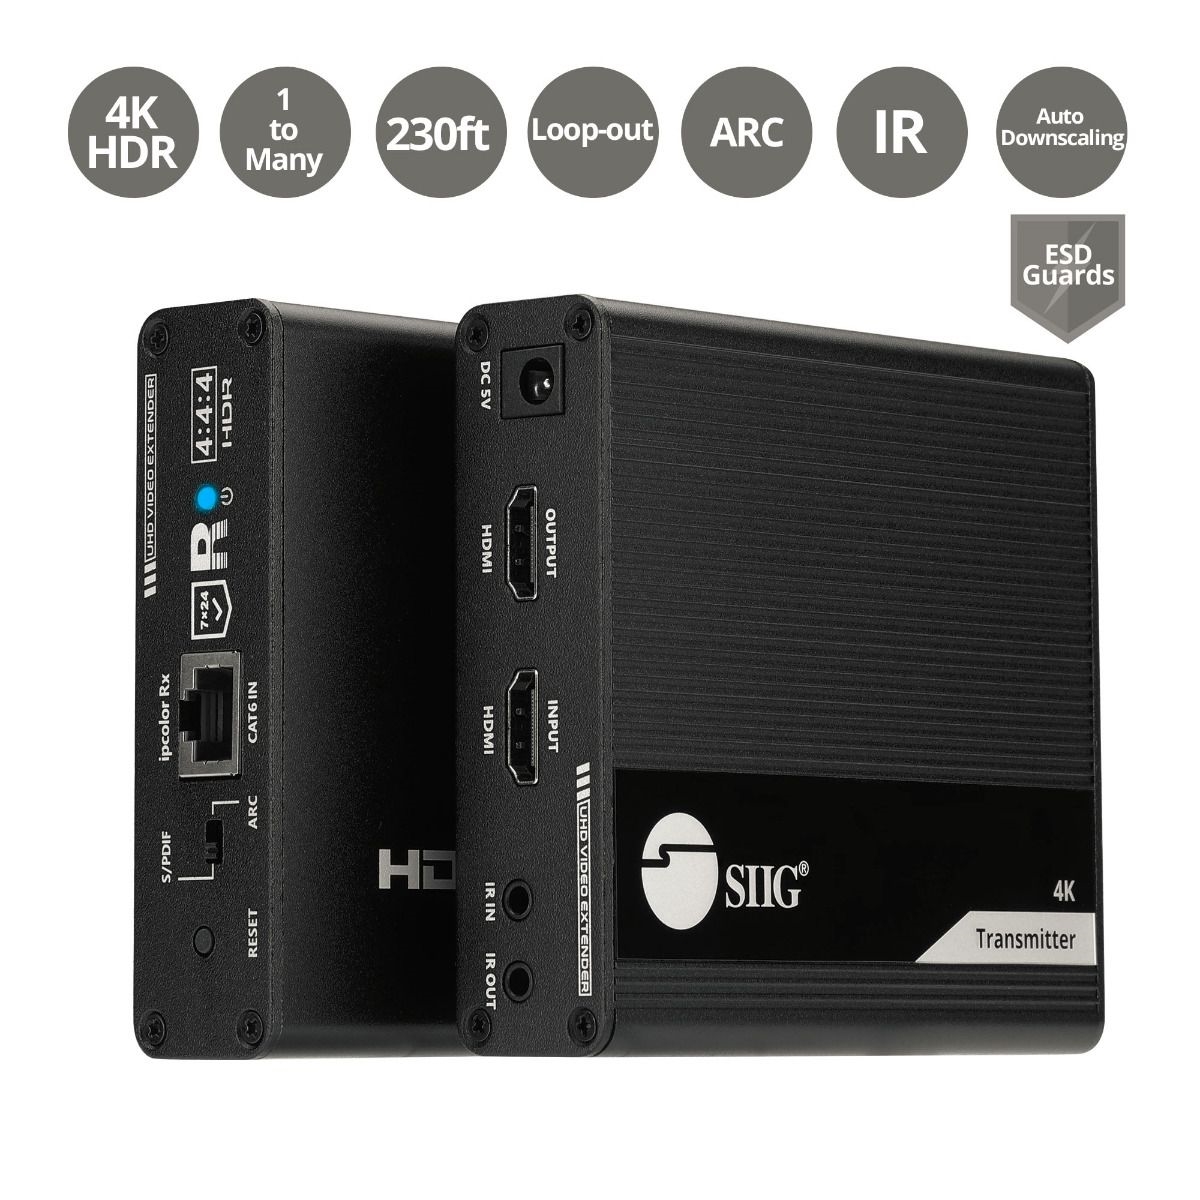 4K
HDR
1
to
Many
230ft
Loop-out
ARC
IR
Auto
Downscaling
ESD
Guards
UHD VIDEO EXTENDER
4:4:4
HDR
R
7x24
ipcolor Rx
CAT6 IN
S/PDIF
ARC
RESET
HD
DC 5V
OUTPUT
HDMI
INPUT
HDMI
IR IN
IR OUT
UHD VIDEO EXTENDER
SIIG®
4K
Transmitter